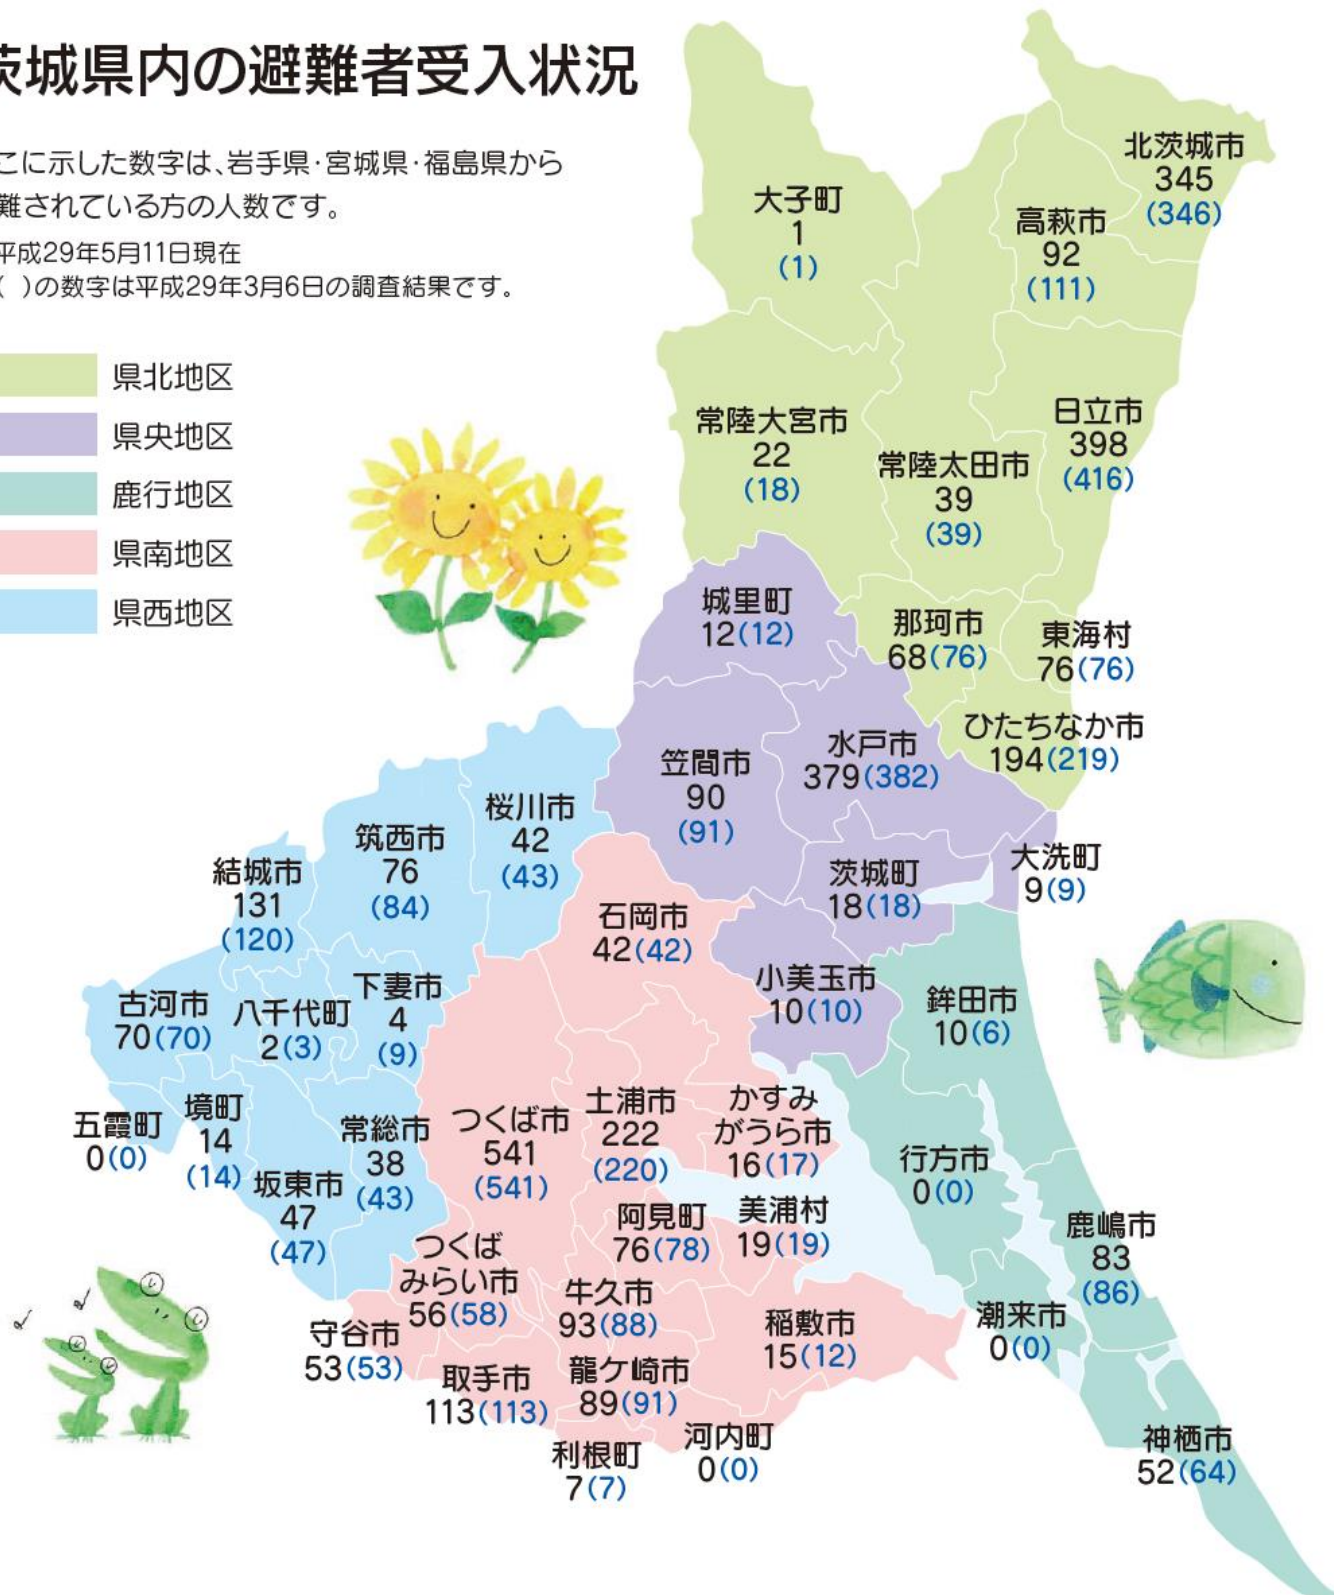 茨城県内の避難者受入状況
こに示した数字は、岩手県・宮城県・福島県から
難されている方の人数です。
平成29年5月11日現在
( )の数字は平成29年3月6日の調査結果です。
県北地区
県央地区
鹿行地区
県南地区
県西地区
北茨城市
345
(346)
大子町
1
(1)
高萩市
92
(111)
常陸大宮市
22
(18)
常陸太田市
39
(39)
日立市
398
(416)
城里町
12(12)
那珂市
68(76)
東海村
76(76)
ひたちなか市
194(219)
笠間市
90
(91)
水戸市
379(382)
桜川市
42
(43)
筑西市
76
(84)
結城市
131
(120)
茨城町
18(18)
大洗町
9(9)
石岡市
42(42)
小美玉市
10(10)
鉾田市
10(6)
古河市
70(70)
八千代町
2(3)
下妻市
4
(9)
五霞町
0(0)
境町
14
(14)
坂東市
47
(47)
常総市
38
(43)
つくば市
541
(541)
土浦市
222
(220)
かすみ
がうら市
16(17)
行方市
0(0)
阿見町
76(78)
美浦村
19(19)
鹿嶋市
83
(86)
つくば
みらい市
56(58)
牛久市
93(88)
稲敷市
15(12)
潮来市
0(0)
守谷市
53(53)
取手市
113(113)
龍ケ崎市
89(91)
利根町
7(7)
河内町
0(0)
神栖市
52(64)